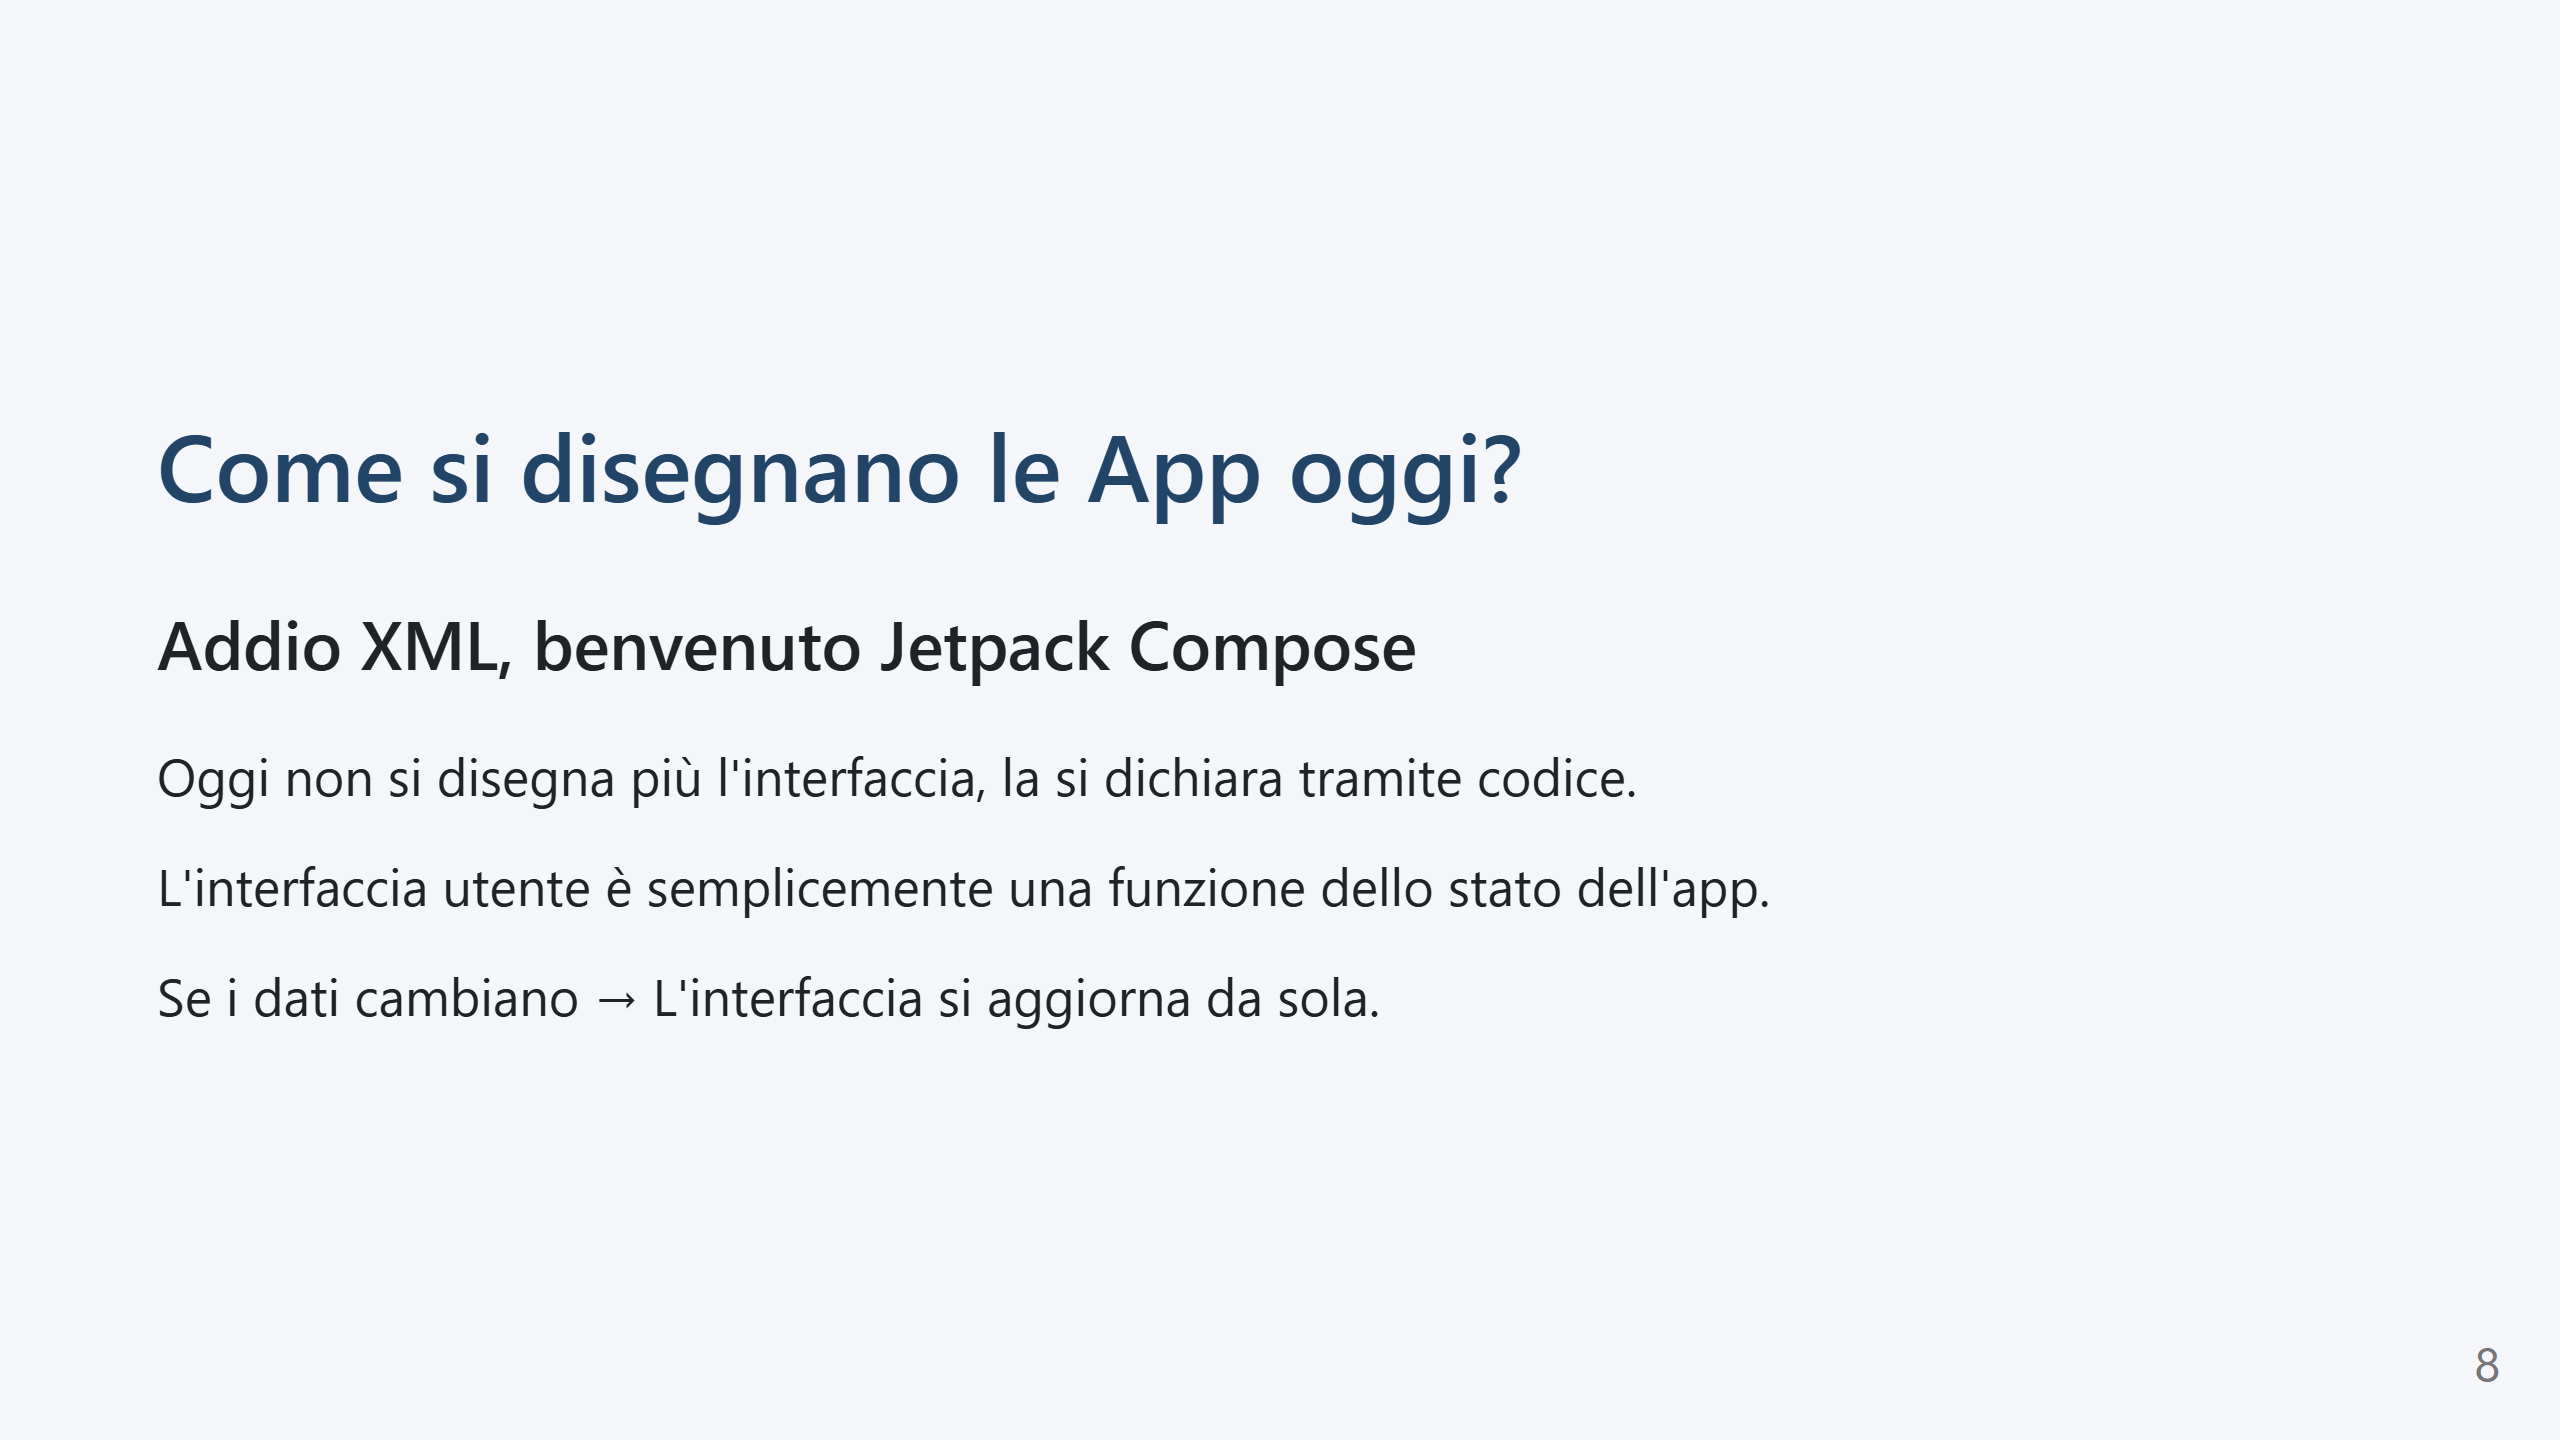 Come si disegnano le App oggi?
Addio XML, benvenuto Jetpack Compose
Oggi non si disegna più l'interfaccia, la si dichiara tramite codice.
L'interfaccia utente è semplicemente una funzione dello stato dell'app.
Se i dati cambiano → L'interfaccia si aggiorna da sola.
8